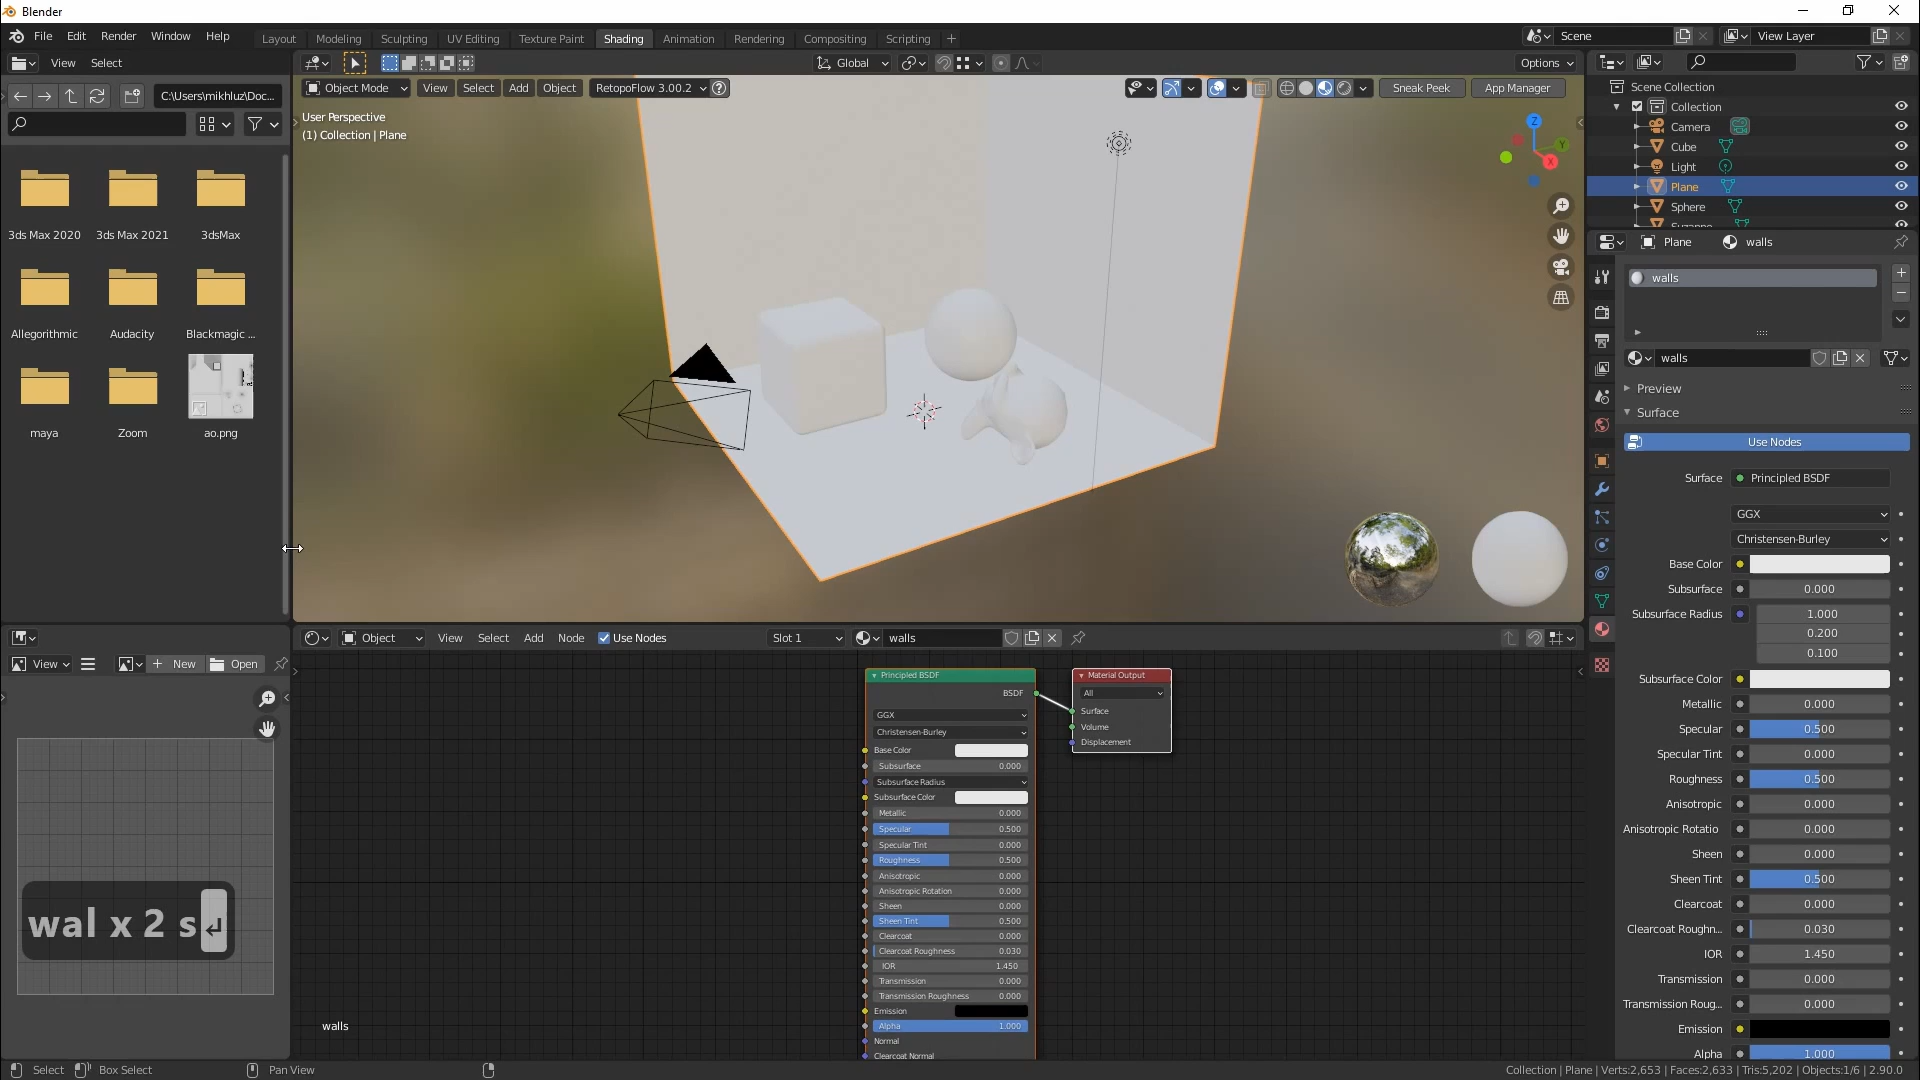 Blender
File Edit Render Window Help
Layout Modeling Sculpting UV Editing Texture Paint Shading Animation Rendering Compositing Scripting +
Scene
View Layer
View Select
Global
Options
C:\Users\mikhluz\Doc...
Object Mode View Select Add Object RetopoFlow 3.00.2 ?
Sneak Peek App Manager
User Perspective
(1) Collection | Plane
Z
Y
X
3ds Max 2020 3ds Max 2021 3dsMax
Allegorithmic Audacity Blackmagic ...
maya Zoom ao.png
Scene Collection
Collection
Camera
Cube
Light
Plane
Sphere
Plane walls
walls
walls
Preview
Surface
Use Nodes
Surface Principled BSDF
GGX
Christensen-Burley
Base Color
Subsurface 0.000
Subsurface Radius 1.000
0.200
0.100
Subsurface Color
Metallic 0.000
Specular 0.500
Specular Tint 0.000
Roughness 0.500
Anisotropic 0.000
Anisotropic Rotatio 0.000
Sheen 0.000
Sheen Tint 0.500
Clearcoat 0.000
Clearcoat Roughn... 0.030
IOR 1.450
Transmission 0.000
Transmission Roug... 0.000
Emission
Alpha 1.000
Object View Select Add Node Use Nodes Slot 1 walls
View New Open
Principled BSDF
BSDF
GGX
Christensen-Burley
Base Color
Subsurface 0.000
Subsurface Radius
Subsurface Color
Metallic 0.000
Specular 0.500
Specular Tint 0.000
Roughness 0.500
Anisotropic 0.000
Anisotropic Rotation 0.000
Sheen 0.000
Sheen Tint 0.500
Clearcoat 0.000
Clearcoat Roughness 0.030
IOR 1.450
Transmission 0.000
Transmission Roughness 0.000
Emission
Alpha 1.000
Normal
Clearcoat Normal
Material Output
All
Surface
Volume
Displacement
wal x 2 s
walls
Select Box Select Pan View
Collection | Plane | Verts:2,653 | Faces:2,633 | Tris:5,202 | Objects:1/6 | 2.90.0